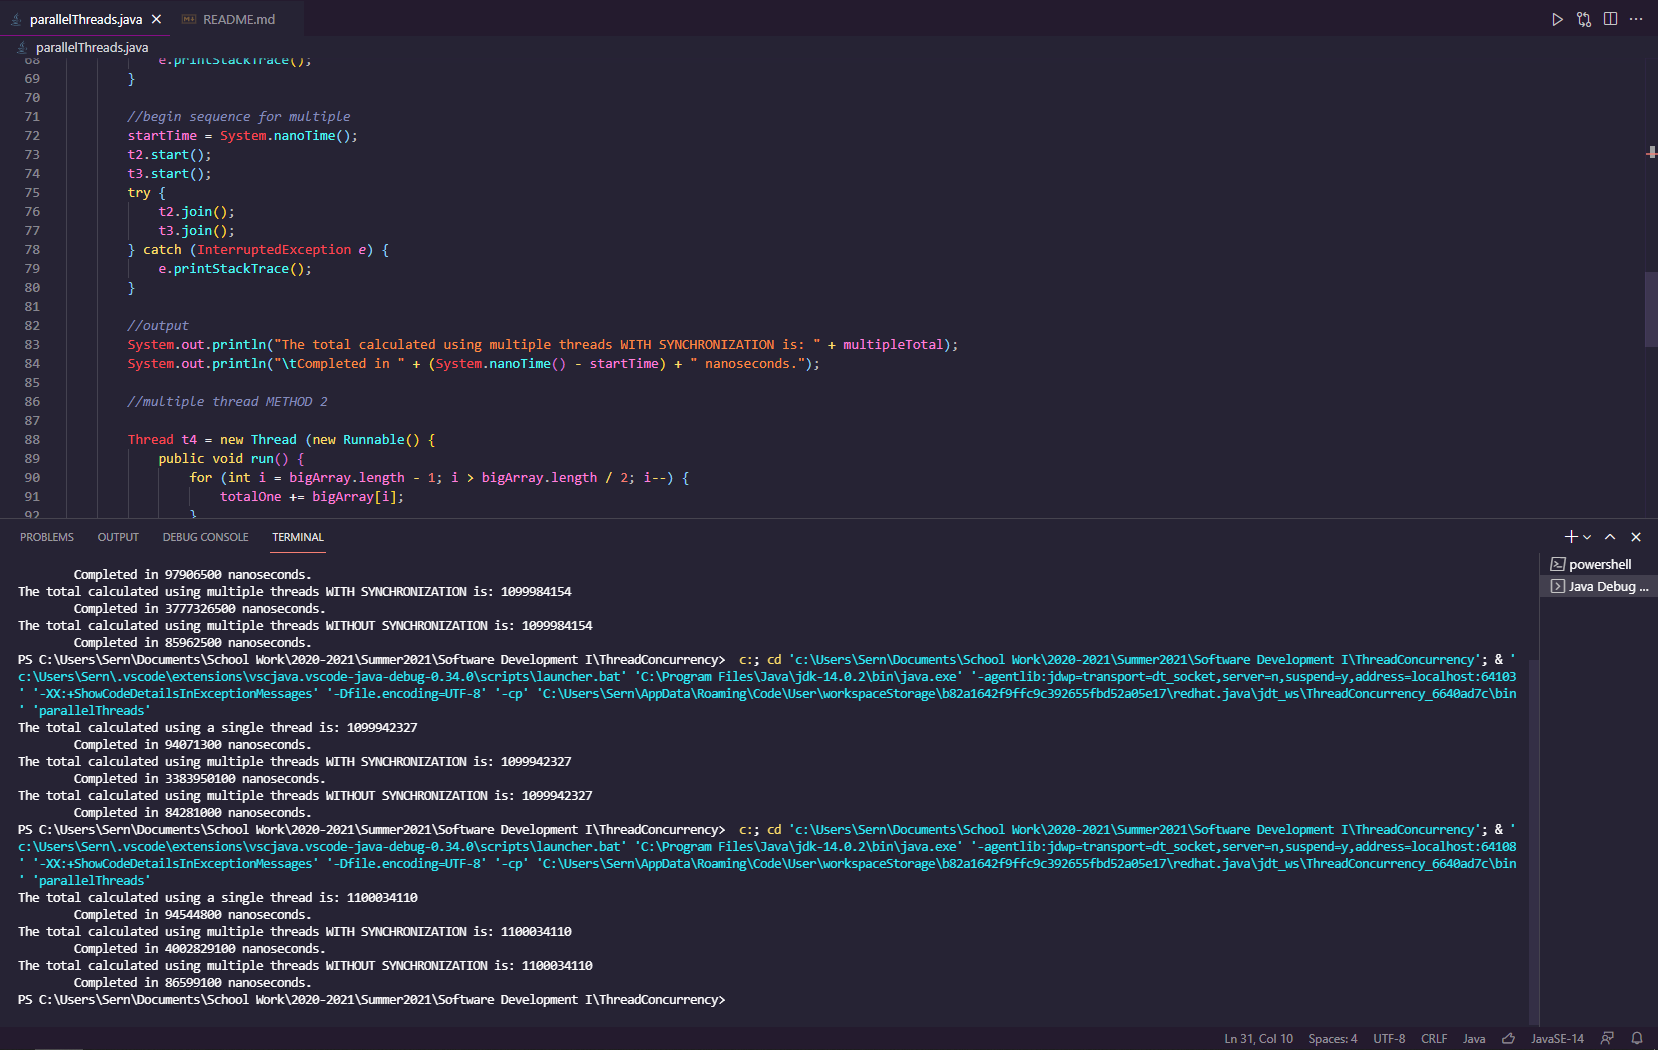 parallelThreads.java
README.md
parallelThreads.java
68 e.printStackTrace();
69 }
70
71 //begin sequence for multiple
72 startTime = System.nanoTime();
73 t2.start();
74 t3.start();
75 try {
76 t2.join();
77 t3.join();
78 } catch (InterruptedException e) {
79 e.printStackTrace();
80 }
81
82 //output
83 System.out.println("The total calculated using multiple threads WITH SYNCHRONIZATION is: " + multipleTotal);
84 System.out.println("\tCompleted in " + (System.nanoTime() - startTime) + " nanoseconds.");
85
86 //multiple thread METHOD 2
87
88 Thread t4 = new Thread (new Runnable() {
89 public void run() {
90 for (int i = bigArray.length - 1; i > bigArray.length / 2; i--) {
91 totalOne += bigArray[i];
92 }
PROBLEMS OUTPUT DEBUG CONSOLE TERMINAL
powershell
Java Debug ...
Completed in 97906500 nanoseconds.
The total calculated using multiple threads WITH SYNCHRONIZATION is: 1099984154
Completed in 3777326500 nanoseconds.
The total calculated using multiple threads WITHOUT SYNCHRONIZATION is: 1099984154
Completed in 85962500 nanoseconds.
PS C:\Users\Sern\Documents\School Work\2020-2021\Summer2021\Software Development I\ThreadConcurrency>  c:; cd 'c:\Users\Sern\Documents\School Work\2020-2021\Summer2021\Software Development I\ThreadConcurrency'; & '
c:\Users\Sern\.vscode\extensions\vscjava.vscode-java-debug-0.34.0\scripts\launcher.bat' 'C:\Program Files\Java\jdk-14.0.2\bin\java.exe' '-agentlib:jdwp=transport=dt_socket,server=n,suspend=y,address=localhost:64103
' '-XX:+ShowCodeDetailsInExceptionMessages' '-Dfile.encoding=UTF-8' '-cp' 'C:\Users\Sern\AppData\Roaming\Code\User\workspaceStorage\b82a1642f9ffc9c392655fbd52a05e17\redhat.java\jdt_ws\ThreadConcurrency_6640ad7c\bin
' 'parallelThreads'
The total calculated using a single thread is: 1099942327
Completed in 94071300 nanoseconds.
The total calculated using multiple threads WITH SYNCHRONIZATION is: 1099942327
Completed in 3383950100 nanoseconds.
The total calculated using multiple threads WITHOUT SYNCHRONIZATION is: 1099942327
Completed in 84281000 nanoseconds.
PS C:\Users\Sern\Documents\School Work\2020-2021\Summer2021\Software Development I\ThreadConcurrency>  c:; cd 'c:\Users\Sern\Documents\School Work\2020-2021\Summer2021\Software Development I\ThreadConcurrency'; & '
c:\Users\Sern\.vscode\extensions\vscjava.vscode-java-debug-0.34.0\scripts\launcher.bat' 'C:\Program Files\Java\jdk-14.0.2\bin\java.exe' '-agentlib:jdwp=transport=dt_socket,server=n,suspend=y,address=localhost:64108
' '-XX:+ShowCodeDetailsInExceptionMessages' '-Dfile.encoding=UTF-8' '-cp' 'C:\Users\Sern\AppData\Roaming\Code\User\workspaceStorage\b82a1642f9ffc9c392655fbd52a05e17\redhat.java\jdt_ws\ThreadConcurrency_6640ad7c\bin
' 'parallelThreads'
The total calculated using a single thread is: 1100034110
Completed in 94544800 nanoseconds.
The total calculated using multiple threads WITH SYNCHRONIZATION is: 1100034110
Completed in 4002829100 nanoseconds.
The total calculated using multiple threads WITHOUT SYNCHRONIZATION is: 1100034110
Completed in 86599100 nanoseconds.
PS C:\Users\Sern\Documents\School Work\2020-2021\Summer2021\Software Development I\ThreadConcurrency>
Ln 31, Col 10 Spaces: 4 UTF-8 CRLF Java JavaSE-14